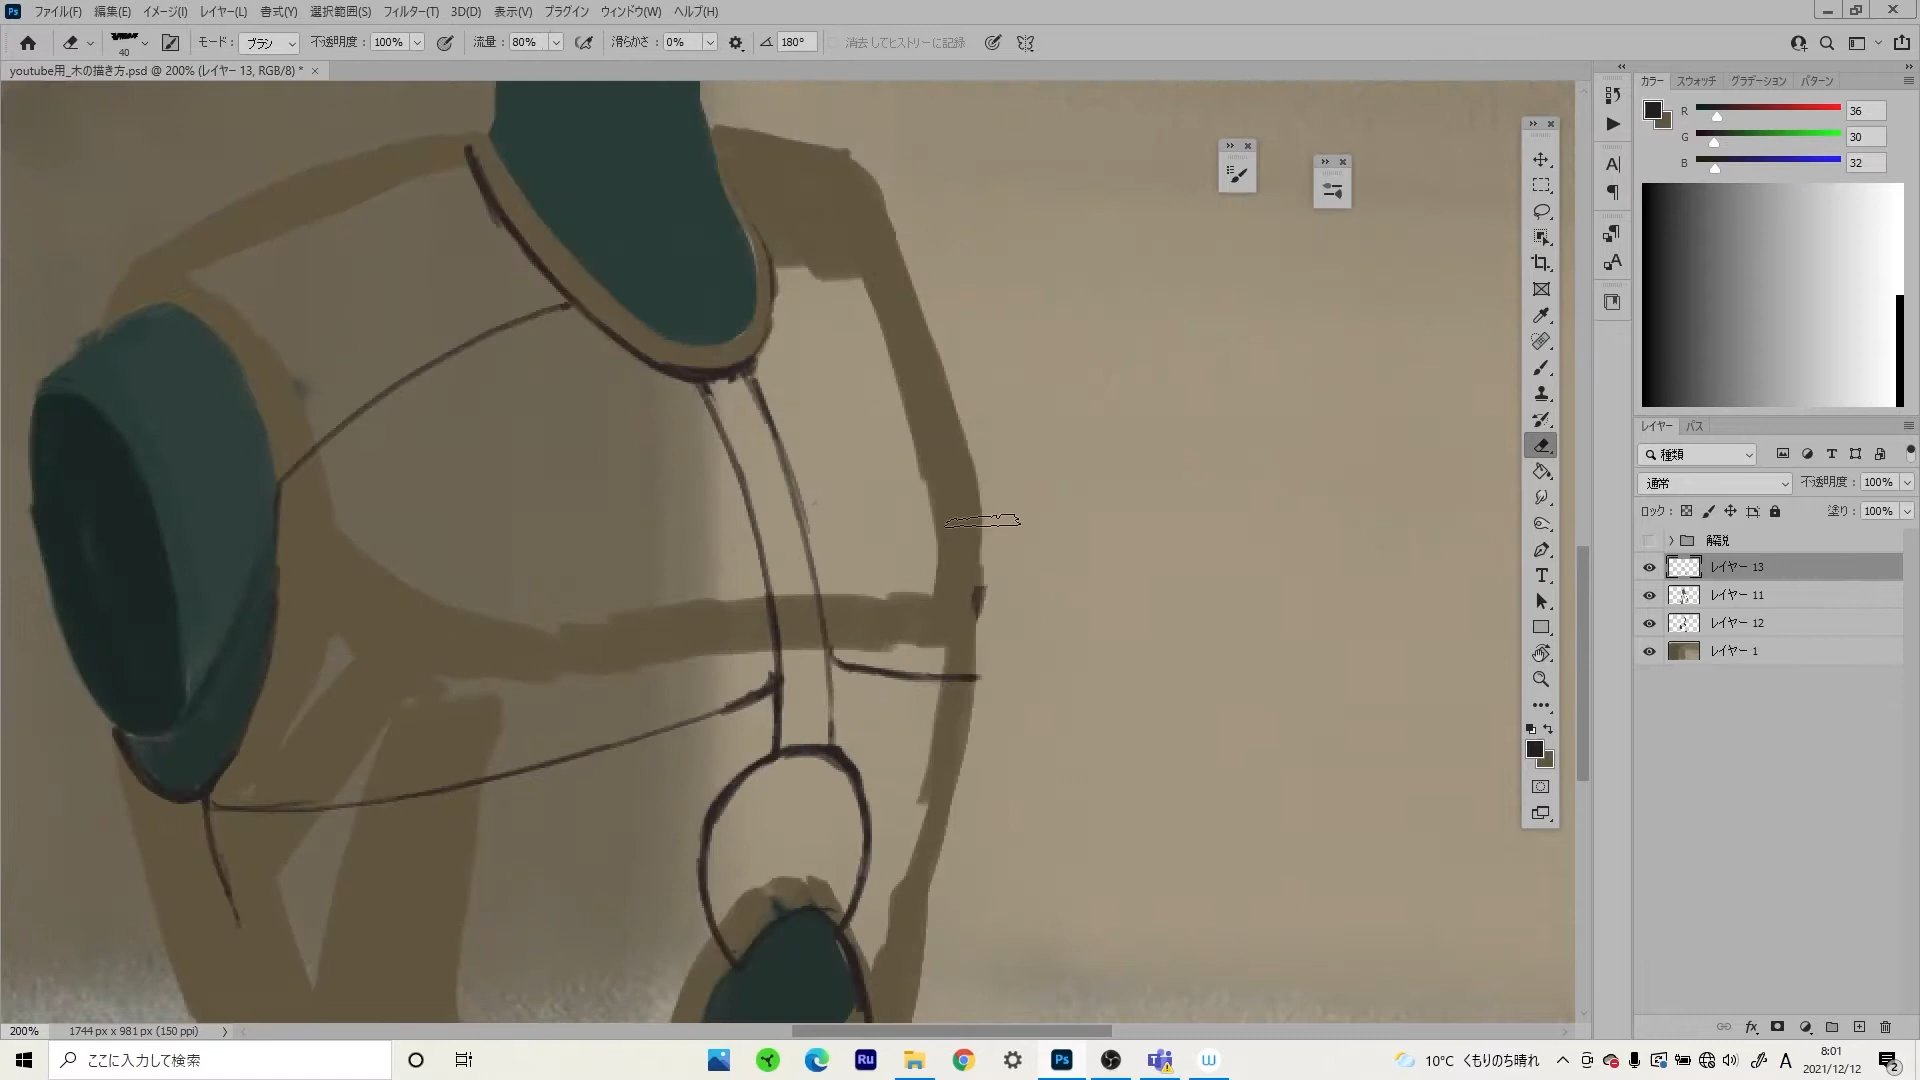 Ps ファイル(F) 編集(E) イメージ(I) レイヤー(L) 書式(Y) 選択範囲(S) フィルター(T) 3D(D) 表示(V) プラグイン ウィンドウ(W) ヘルプ(H)
40 モード: ブラシ 不透明度: 100% 流量: 80% 滑らかさ: 0% 180° 消去してヒストリーに記録
youtube用_木の描き方.psd @ 200% (レイヤー 13, RGB/8) * ×
カラー スウォッチ グラデーション パターン
R 36
G 30
B 32
レイヤー パス
種類
通常 不透明度: 100%
ロック: 塗り: 100%
解説
レイヤー 13
レイヤー 11
レイヤー 12
レイヤー 1
fx
200% 1744 px x 981 px (150 ppi)
ここに入力して検索
Ru Ps W
10°C くもりのち晴れ A 8:01
2021/12/12 2